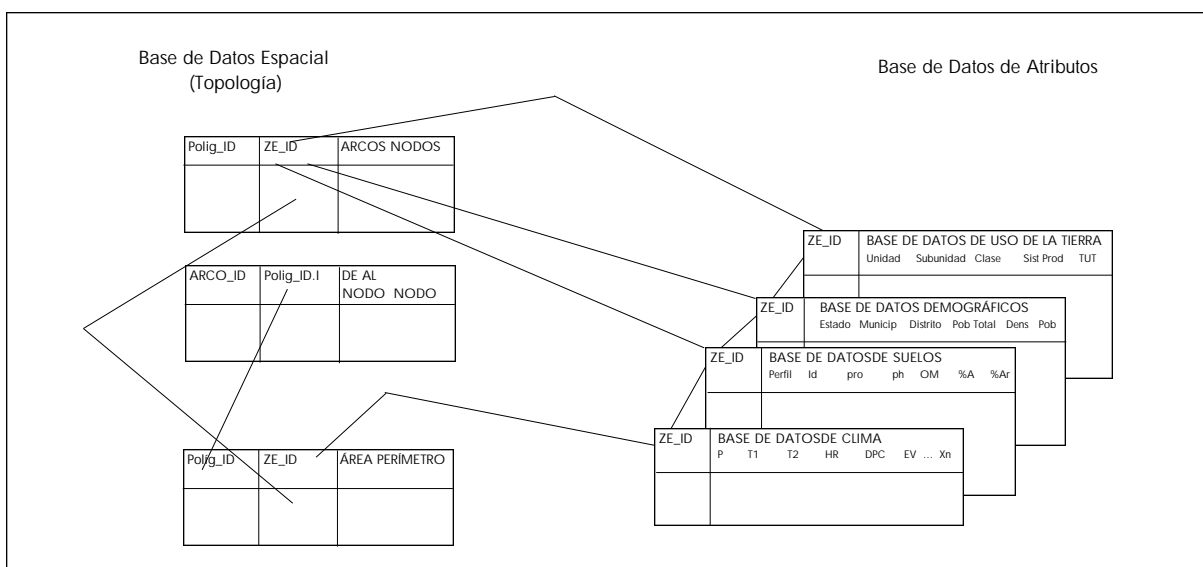 Base de Datos Espacial
(Topología)
Base de Datos de Atributos
Polig_ID ZE_ID ARCOS NODOS
ARCO_ID Polig_ID.I DE AL
NODO NODO
Polig_ID ZE_ID ÁREA PERÍMETRO
ZE_ID BASE DE DATOS DE USO DE LA TIERRA
Unidad Subunidad Clase Sist Prod TUT
ZE_ID BASE DE DATOS DEMOGRÁFICOS
Estado Municip Distrito Pob Total Dens Pob
ZE_ID BASE DE DATOSDE SUELOS
Perfil Id pro ph OM %A %Ar
ZE_ID BASE DE DATOSDE CLIMA
P T1 T2 HR DPC EV ... Xn